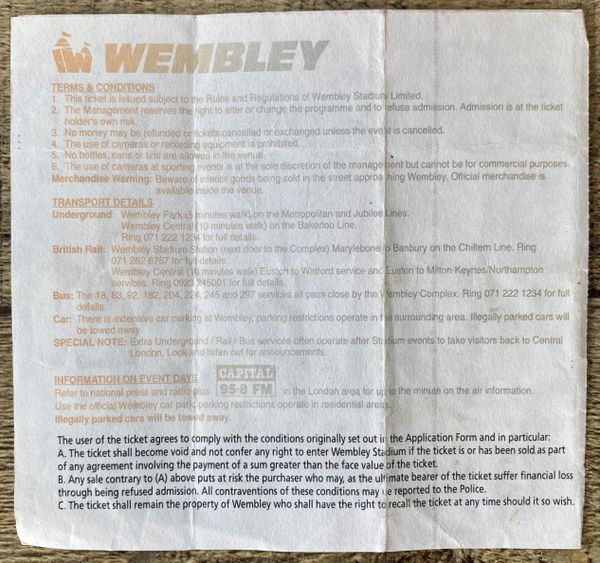 WEMBLEY
TERMS & CONDITIONS
1. This ticket is issued subject to the Rules and Regulations of Wembley Stadium Limited.
2. The Management reserves the right to alter or change the programme and to refuse admission. Admission is at the ticket
holder's own risk.
3. No money may be refunded or tickets cancelled or exchanged unless the event is cancelled.
4. The use of cameras or recording equipment is prohibited.
5. No bottles, cans or tins are allowed in the venue
6. The use of cameras at sporting events is at the sole discretion of the management but cannot be for commercial purposes.
Merchandise Warning: Beware of inferior goods being sold in the street approaching Wembley. Official merchandise is
available inside the venue.
TRANSPORT DETAILS
Underground: Wembley Park (5 minutes walk) on the Metropolitan and Jubilee Lines.
Wembley Central (10 minutes walk) on the Bakerloo Line.
Ring 071 222 1234 for full details.
British Rail: Wembley Stadium Station (next door to the Complex) Marylebone to Banbury on the Chiltern Line. Ring
071 262 6767 for full details.
Wembley Central (10 minutes walk) Euston to Watford service and Euston to Milton Keynes/Northampton
services. Ring 0923 245001 for full details.
Bus: The 18, 83, 92, 182, 204, 224, 245 and 297 services all pass close by the Wembley Complex. Ring 071 222 1234 for full
details.
Car: There is extensive car parking at Wembley, parking restrictions operate in the surrounding area. Illegally parked cars will
be towed away.
SPECIAL NOTE: Extra Underground / Rail / Bus services often operate after Stadium events to take visitors back to Central
London. Look and listen out for announcements.
INFORMATION ON EVENT DAYS
CAPITAL
95·8 FM
Refer to national press and radio plus in the London area for up to the minute on the air information.
Use the official Wembley car park, parking restrictions operate in residential areas.
Illegally parked cars will be towed away.
The user of the ticket agrees to comply with the conditions originally set out in the Application Form and in particular:
A. The ticket shall become void and not confer any right to enter Wembley Stadium if the ticket is or has been sold as part
of any agreement involving the payment of a sum greater than the face value of the ticket.
B. Any sale contrary to (A) above puts at risk the purchaser who may, as the ultimate bearer of the ticket suffer financial loss
through being refused admission. All contraventions of these conditions may be reported to the Police.
C. The ticket shall remain the property of Wembley who shall have the right to recall the ticket at any time should it so wish.